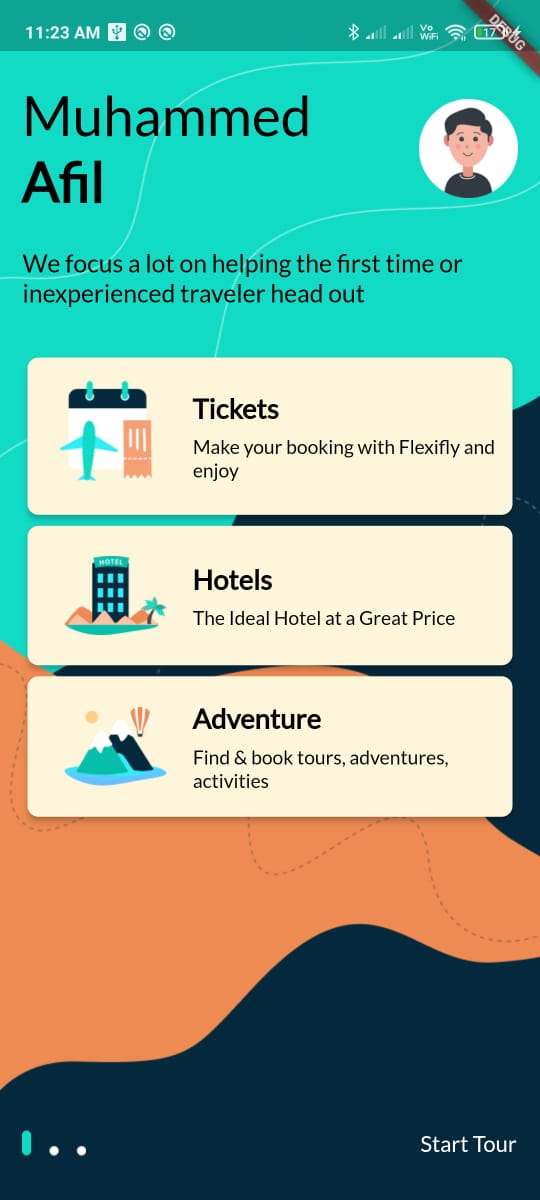 11:23 AM
Vo
WiFi
17
DEBUG
Muhammed
Afil
We focus a lot on helping the first time or
inexperienced traveler head out
Tickets
Make your booking with Flexifly and
enjoy
HOTEL
Hotels
The Ideal Hotel at a Great Price
Adventure
Find & book tours, adventures,
activities
Start Tour